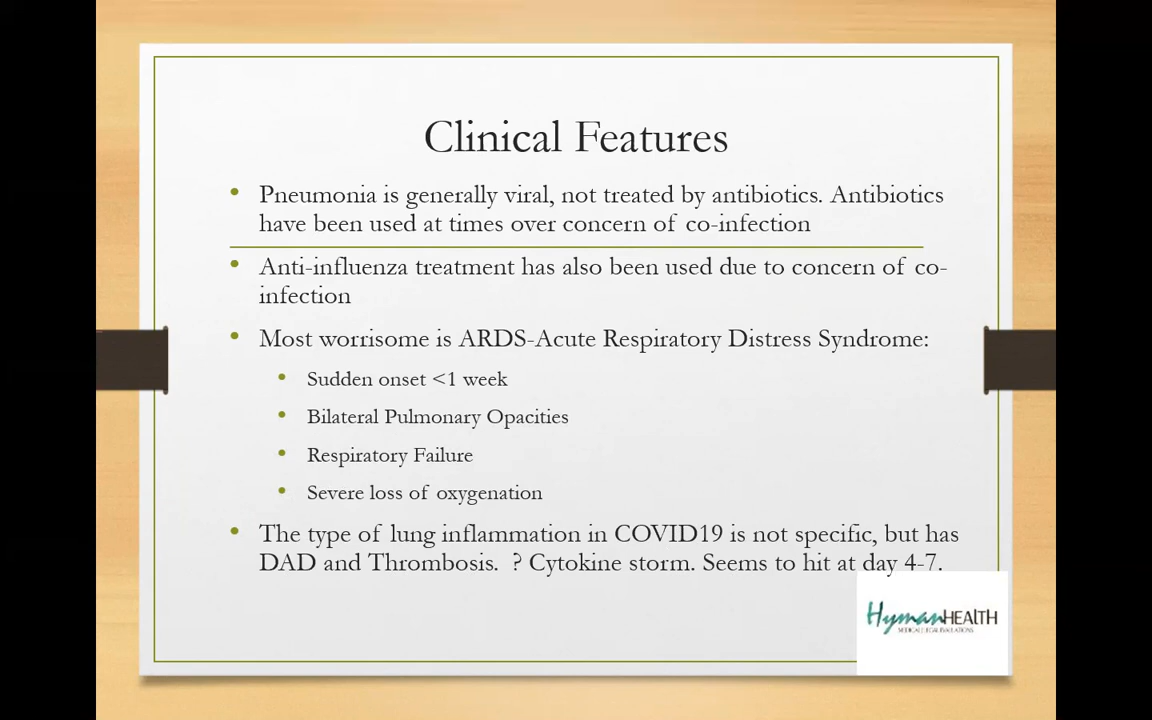 Clinical Features
• Pneumonia is generally viral, not treated by antibiotics. Antibiotics
have been used at times over concern of co-infection
• Anti-influenza treatment has also been used due to concern of co-
infection
• Most worrisome is ARDS-Acute Respiratory Distress Syndrome:
• Sudden onset <1 week
• Bilateral Pulmonary Opacities
• Respiratory Failure
• Severe loss of oxygenation
• The type of lung inflammation in COVID19 is not specific, but has
DAD and Thrombosis. ? Cytokine storm. Seems to hit at day 4-7.
HymanHEALTH
MEDICAL LEGAL EVALUATIONS